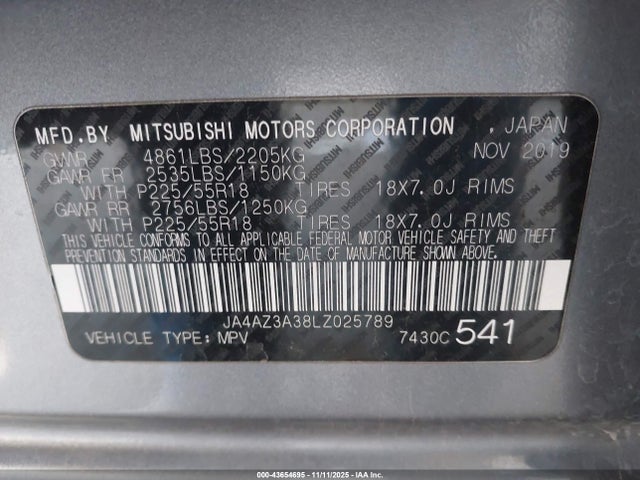 MFD.BY MITSUBISHI MOTORS CORPORATION , JAPAN
GVWR 4861LBS/2205KG NOV 2019
GAWR FR 2535LBS/1150KG
WITH P225/55R18 TIRES 18X7.0J RIMS
GAWR RR 2756LBS/1250KG
WITH P225/55R18 TIRES 18X7.0J RIMS
THIS VEHICLE CONFORMS TO ALL APPLICABLE FEDERAL MOTOR VEHICLE SAFETY AND THEFT
PREVENTION STANDARDS IN EFFECT ON THE DATE OF MANUFACTURE SHOWN ABOVE.
JA4AZ3A38LZ025789
VEHICLE TYPE: MPV 7430C 541
000-43654695 - 11/11/2025 - IAA Inc.